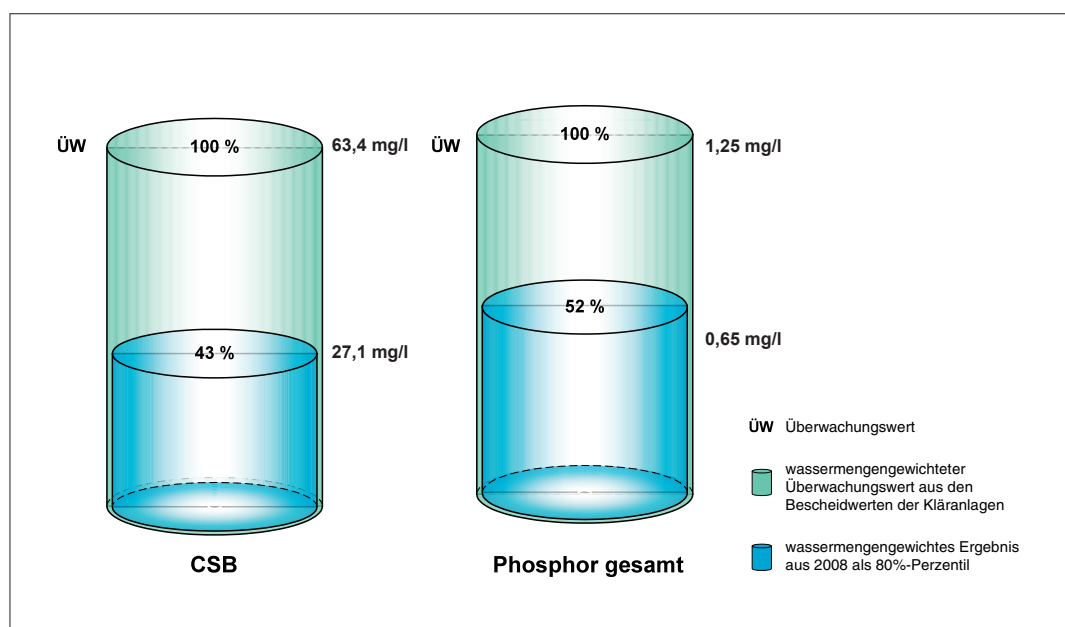 ÜW
100 %
63,4 mg/l
43 %
27,1 mg/l
CSB
ÜW
100 %
1,25 mg/l
52 %
0,65 mg/l
Phosphor gesamt
ÜW Überwachungswert
wassermengengewichteter
Überwachungswert aus den
Bescheidwerten der Kläranlagen
wassermengengewichtes Ergebnis
aus 2008 als 80%-Perzentil